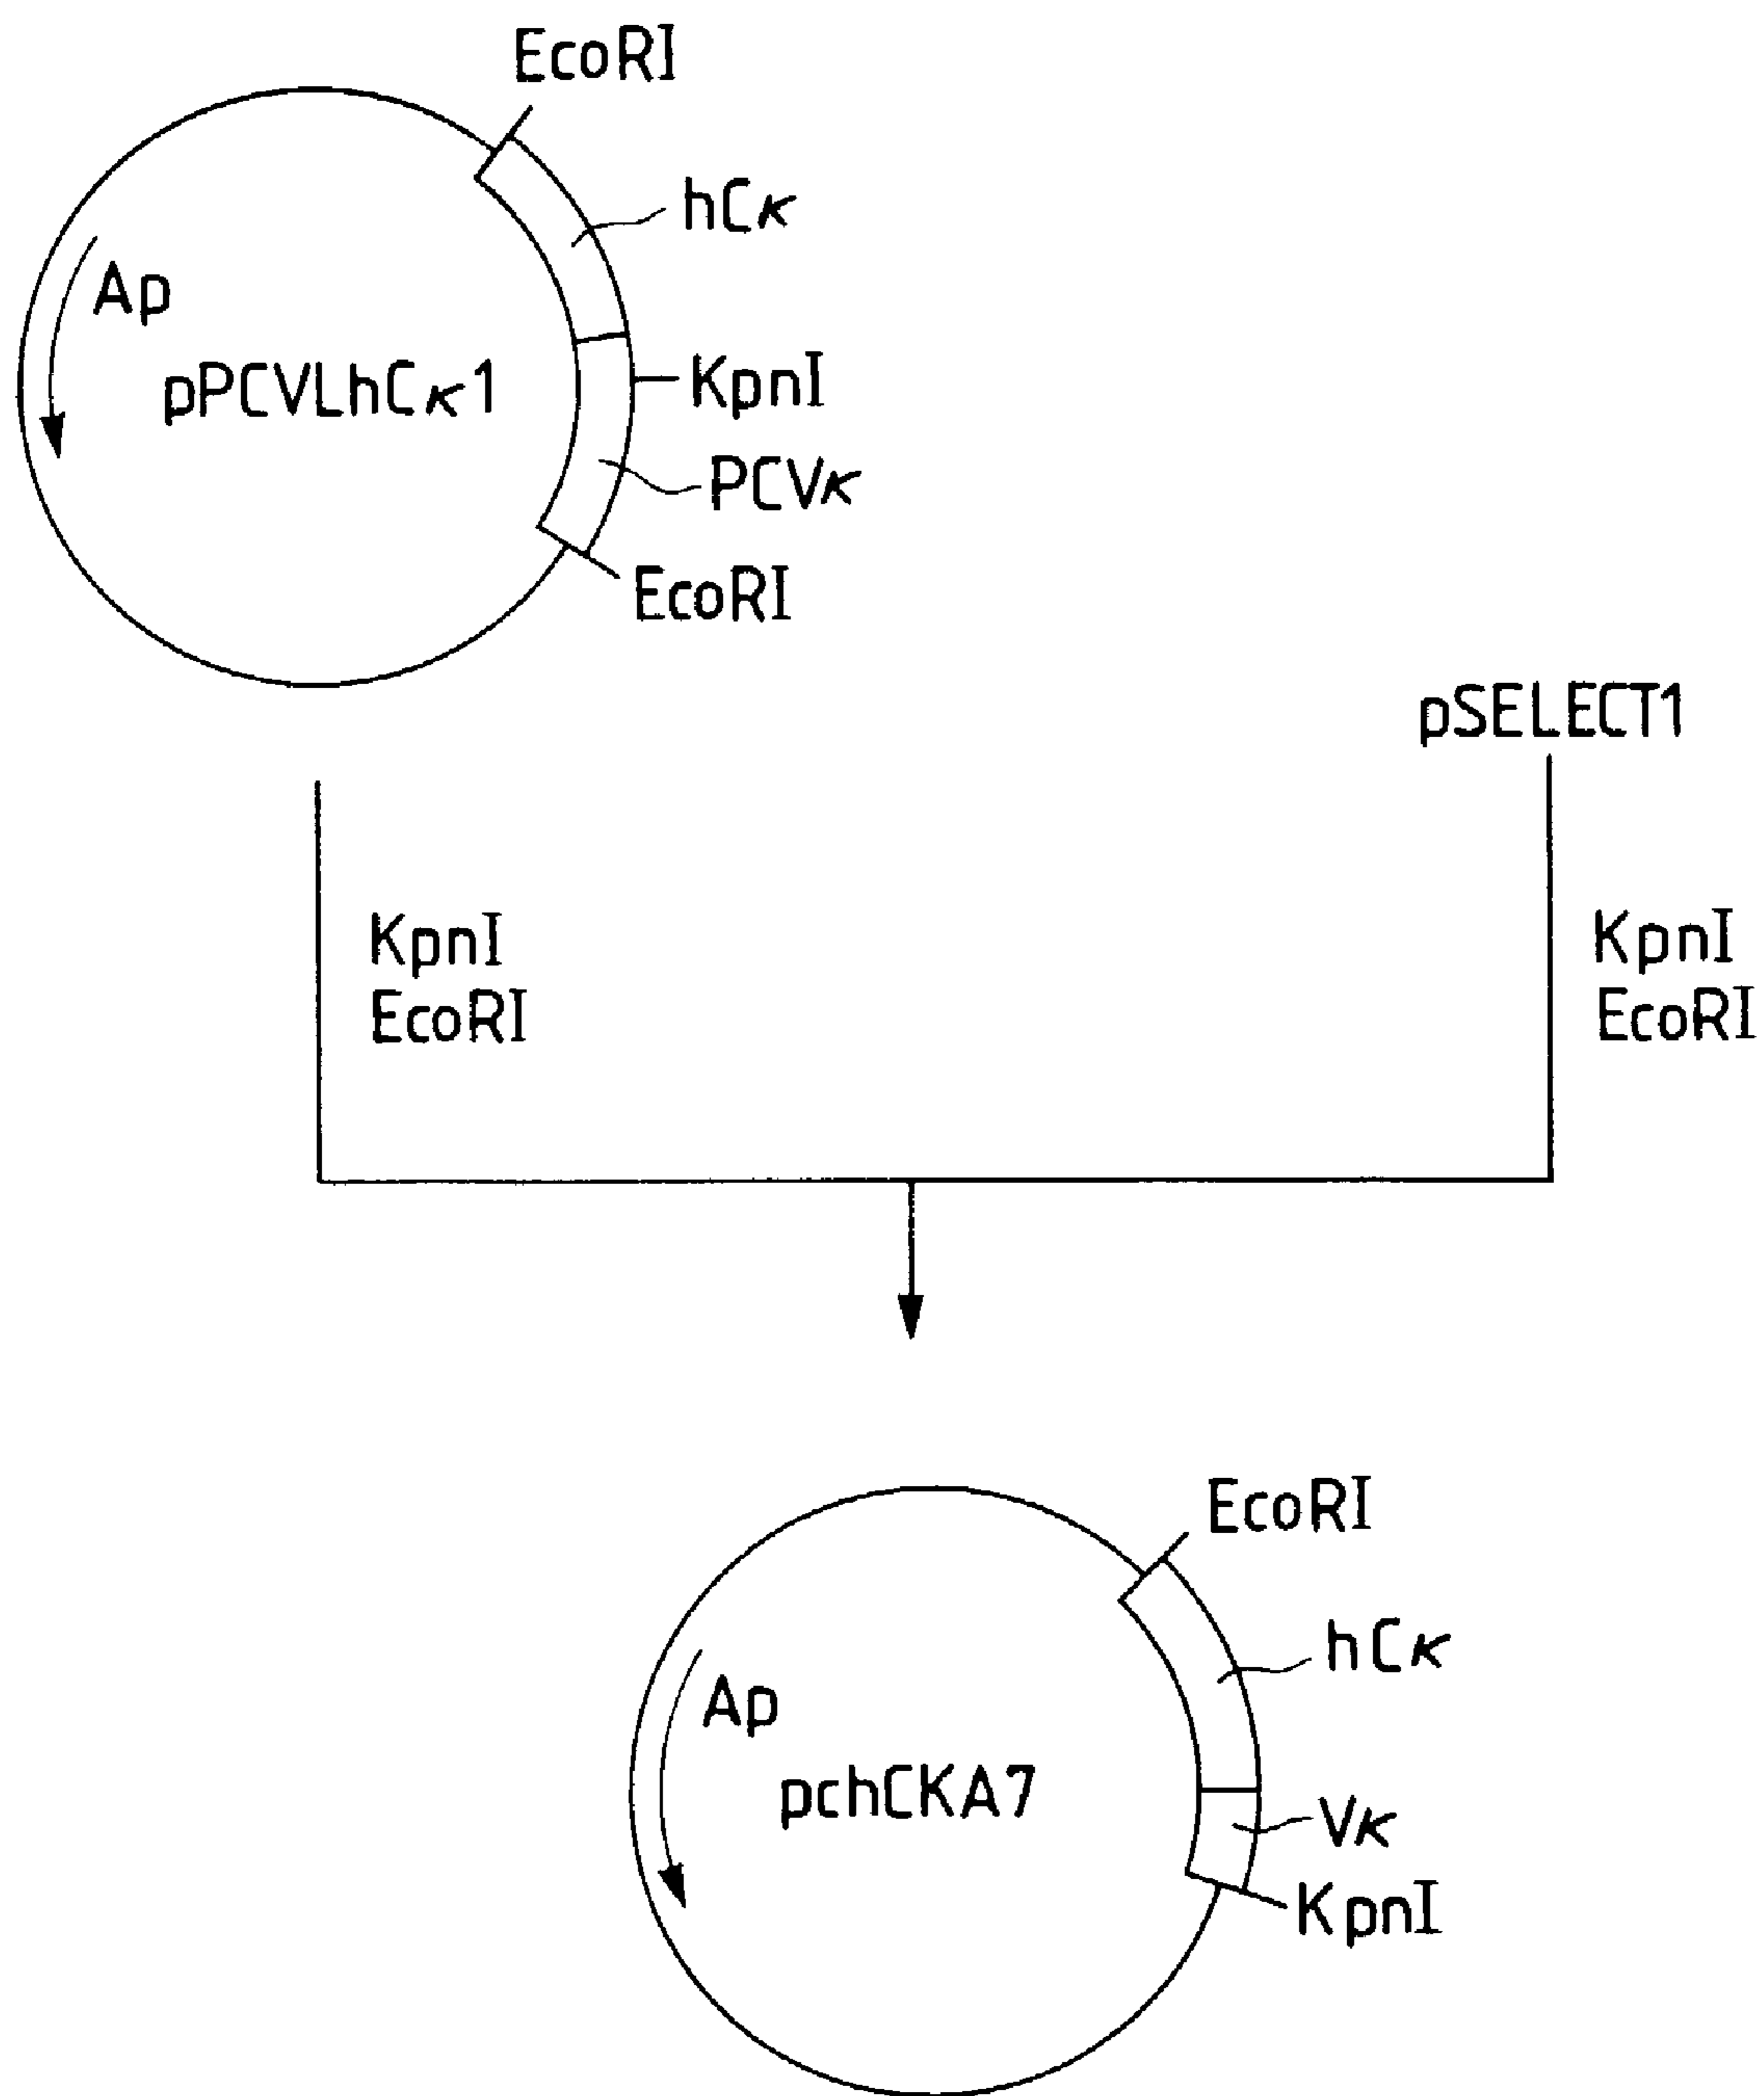 EcoRI
hCκ
Ap
pPCVLhCκ1
KpnI
PCVκ
EcoRI
pSELECT1
KpnI
EcoRI
KpnI
EcoRI
EcoRI
hCκ
Ap
pchCKA7
Vκ
KpnI